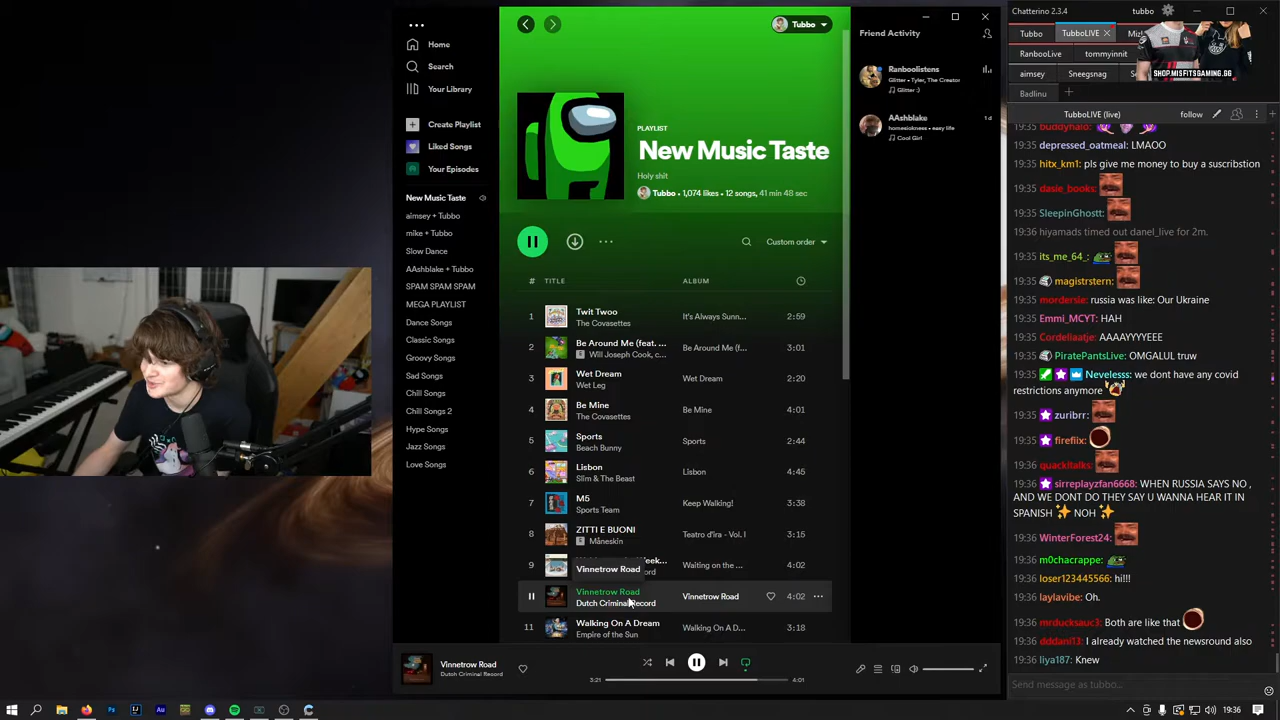 Home
Search
Your Library
Create Playlist
Liked Songs
Your Episodes
New Music Taste
aimsey + Tubbo
mike + Tubbo
Slow Dance
AAshblake + Tubbo
SPAM SPAM SPAM
MEGA PLAYLIST
Dance Songs
Classic Songs
Groovy Songs
Sad Songs
Chill Songs
Chill Songs 2
Hype Songs
Jazz Songs
Love Songs
Tubbo
PLAYLIST
New Music Taste
Holy shit
Tubbo • 1,074 likes • 12 songs, 41 min 48 sec
Custom order
# TITLE ALBUM
1 Twit Twoo It's Always Sunn... 2:59
The Covasettes
2 Be Around Me (feat. ... Be Around Me (f... 3:01
E Will Joseph Cook, c...
3 Wet Dream Wet Dream 2:20
Wet Leg
4 Be Mine Be Mine 4:01
The Covasettes
5 Sports Sports 2:44
Beach Bunny
6 Lisbon Lisbon 4:45
Slim & The Beast
7 M5 Keep Walking! 3:38
Sports Team
8 ZITTI E BUONI Teatro d'ira - Vol. I 3:15
E Måneskin
9 Waiting on the ... 4:02
Vinnetrow Road
Vinnetrow Road Vinnetrow Road 4:02
Dutch Criminal Record
11 Walking On A Dream Walking On A D... 3:18
Empire of the Sun
Vinnetrow Road
Dutch Criminal Record
3:21 4:01
Friend Activity
Ranboolistens
Glitter • Tyler, The Creator
Glitter :)
AAshblake 1 d
homesickness • easy life
Cool Girl
Chatterino 2.3.4 tubbo
Tubbo TubboLIVE
RanbooLive tommyinnit
aimsey Sneegsnag
Badlinu
SHOP.MISFITSGAMING.GG
TubboLIVE (live) follow
buddyhalo:
19:35 depressed_oatmeal: LMAOO
19:35 hitx_km1: pls give me money to buy a suscribtion
19:35 dasie_books:
19:35 SleepinGhostt:
19:35 hiyamads timed out danel_live for 2m.
19:35 its_me_64_:
19:35 magistrstern:
19:35 mordersie: russia was like: Our Ukraine
19:35 Emmi_MCYT: HAH
19:35 Cordeliaatje: AAAAYYYYEEE
19:35 PiratePantsLive: OMGALUL truw
19:35 Nevelesss: we dont have any covid
restrictions anymore
19:35 zuribrr:
19:35 firefiix:
19:36 quackitalks:
19:36 sirreplayzfan6668: WHEN RUSSIA SAYS NO ,
AND WE DONT DO THEY SAY U WANNA HEAR IT IN
SPANISH ✨ NOH ✨
19:36 WinterForest24:
19:36 m0chacrappe:
19:36 loser123445566: hi!!!
19:36 laylavibe: Oh.
19:36 mrducksauc3: Both are like that
19:36 dddani13: I already watched the newsround also
19:36 liya187: Knew
Send message as tubbo...
19:36